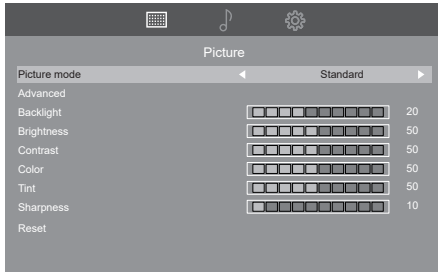 Picture
Picture mode Standard
Advanced
Backlight 20
Brightness 50
Contrast 50
Color 50
Tint 50
Sharpness 10
Reset